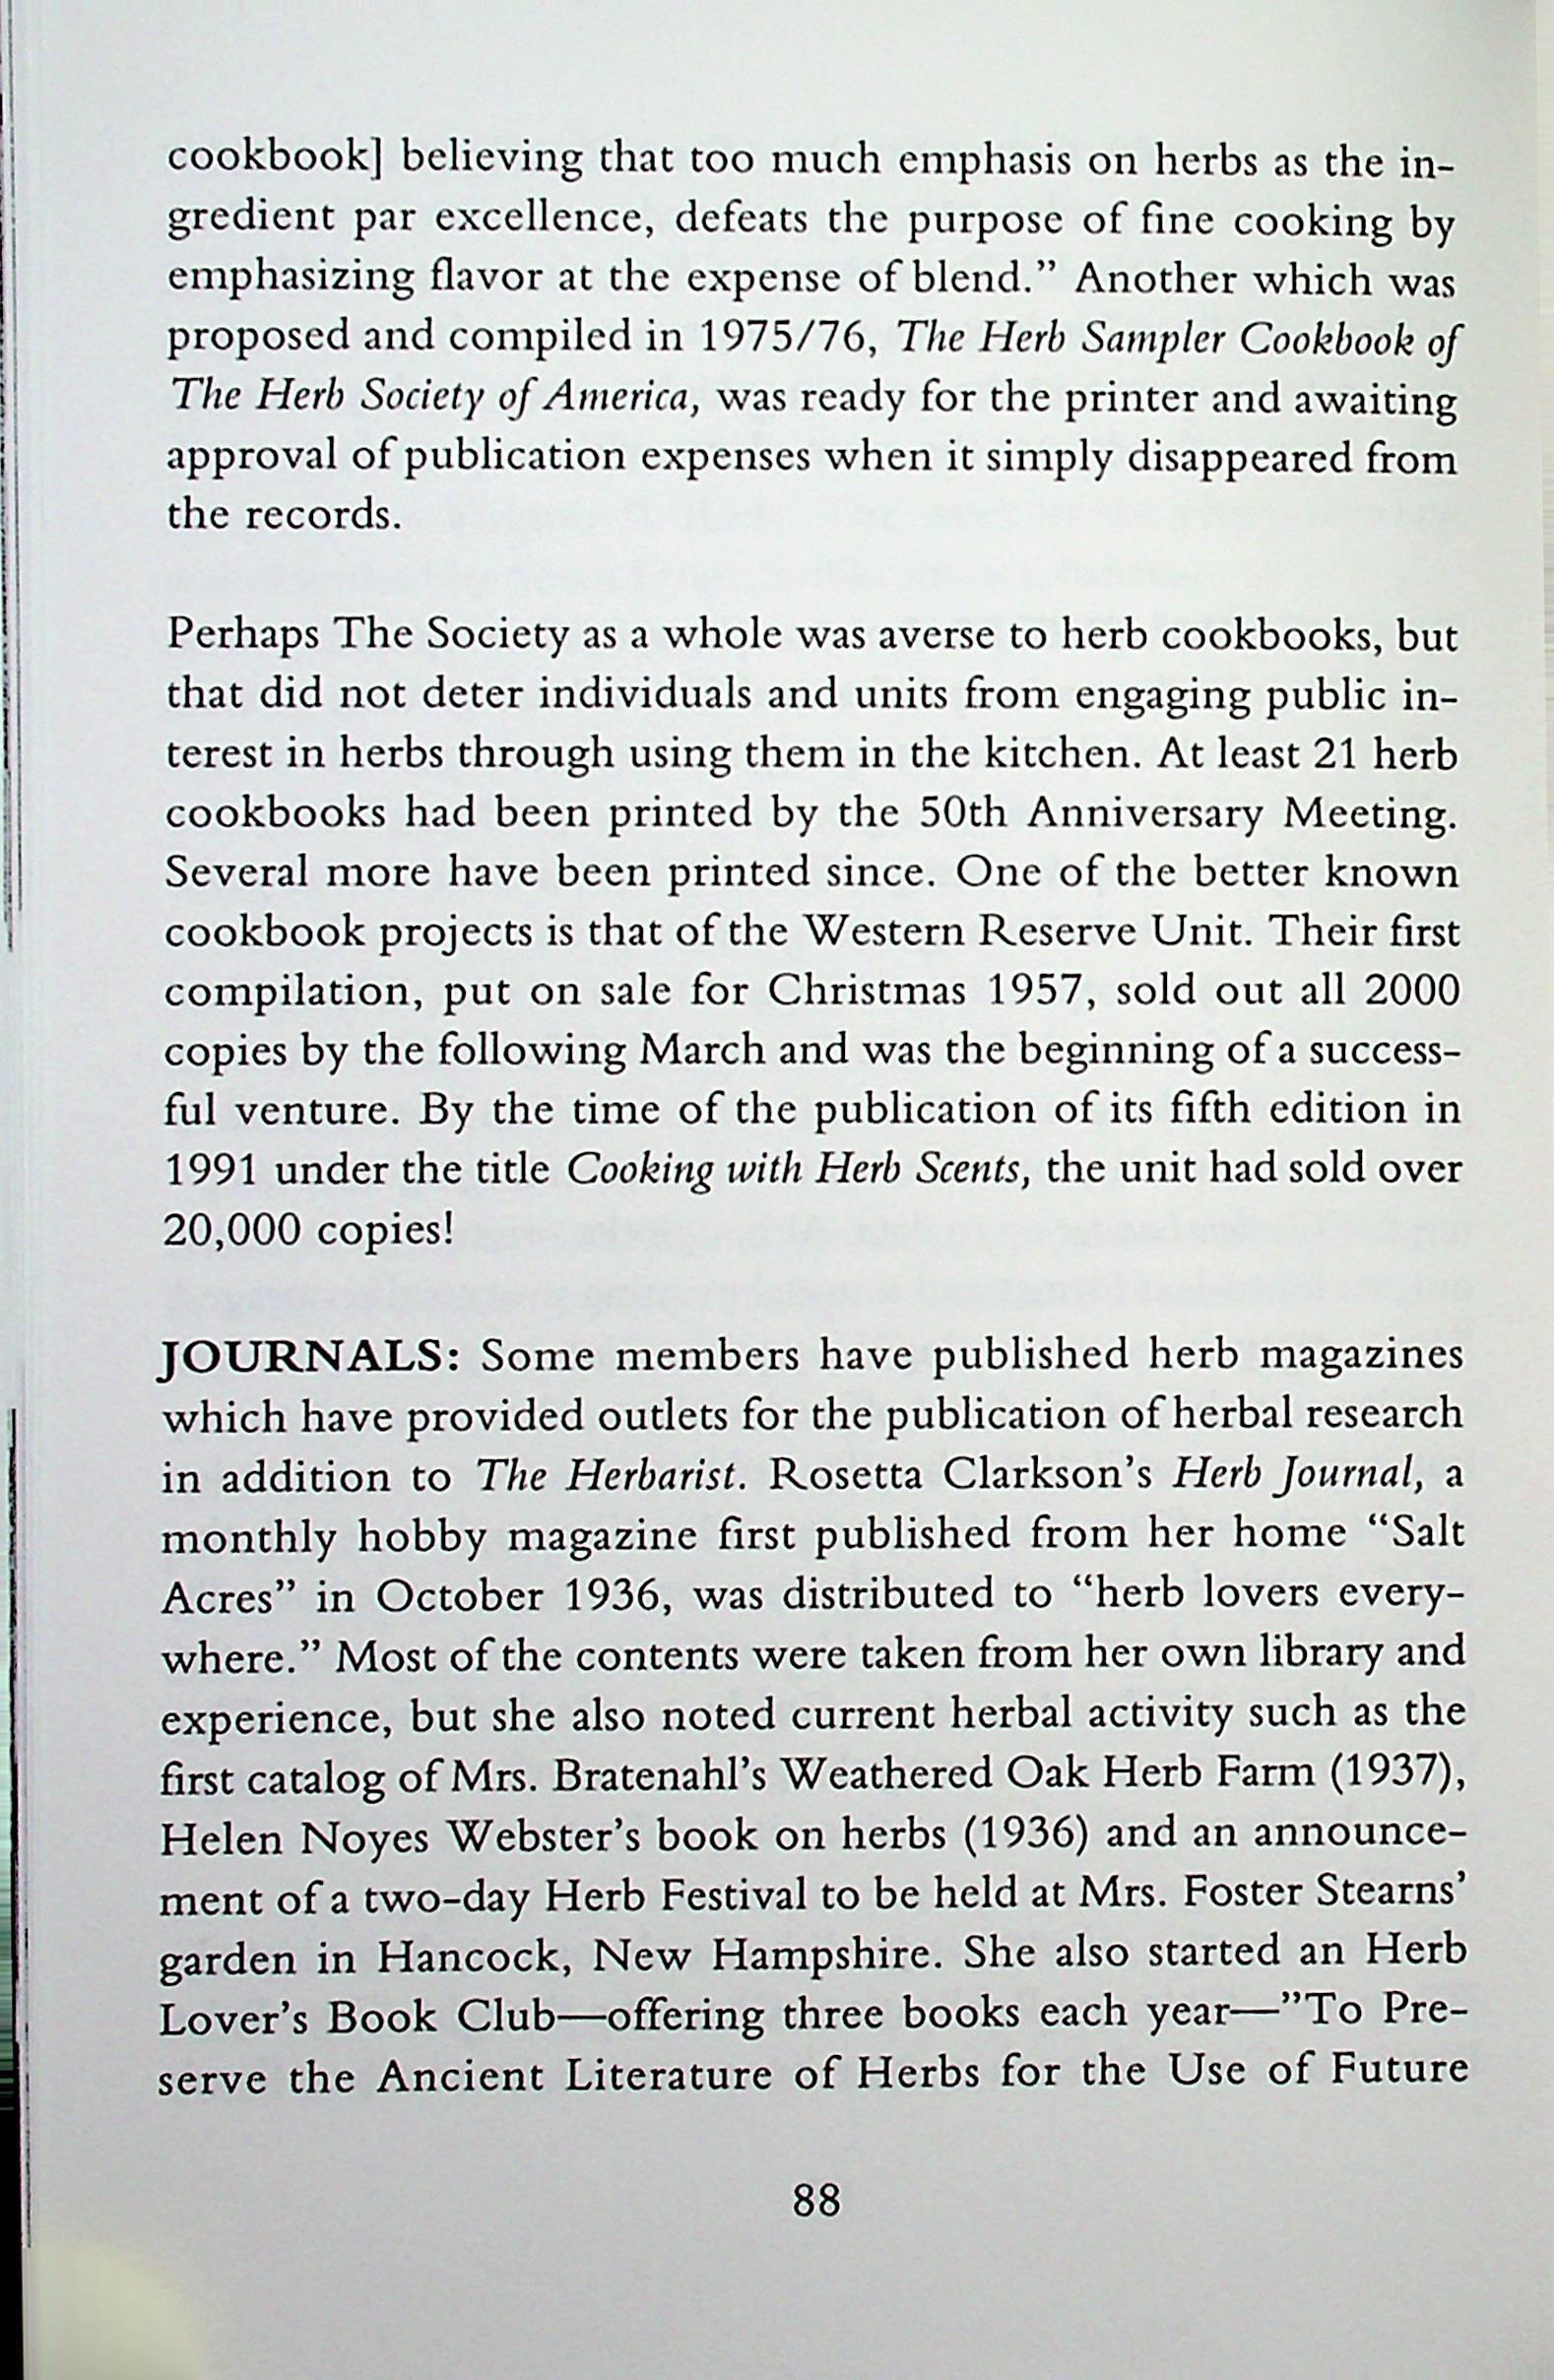 cookbook] believing that too much emphasis on herbs as the in-
gredient par excellence, defeats the purpose of fine cooking by
emphasizing flavor at the expense of blend.” Another which was
proposed and compiled in 1975/76, The Herb Sampler Cookbook of
The Herb Society of America, was ready for the printer and awaiting
approval of publication expenses when it simply disappeared from
the records.
Perhaps The Society as a whole was averse to herb cookbooks, but
that did not deter individuals and units from engaging public in-
terest in herbs through using them in the kitchen. At least 21 herb
cookbooks had been printed by the 50th Anniversary Meeting.
Several more have been printed since. One of the better known
cookbook projects is that of the Western Reserve Unit. Their first
compilation, put on sale for Christmas 1957, sold out all 2000
copies by the following March and was the beginning of a success-
ful venture. By the time of the publication of its fifth edition in
1991 under the title Cooking with Herb Scents, the unit had sold over
20,000 copies!
JOURNALS: Some members have published herb magazines
which have provided outlets for the publication of herbal research
in addition to The Herbarist. Rosetta Clarkson’s Herb Journal, a
monthly hobby magazine first published from her home “Salt
Acres” in October 1936, was distributed to “herb lovers every-
where.” Most of the contents were taken from her own library and
experience, but she also noted current herbal activity such as the
first catalog of Mrs. Bratenahl’s Weathered Oak Herb Farm (1937),
Helen Noyes Webster’s book on herbs (1936) and an announce-
ment of a two-day Herb Festival to be held at Mrs. Foster Stearns’
garden in Hancock, New Hampshire. She also started an Herb
Lover’s Book Club—offering three books each year—”To Pre-
serve the Ancient Literature of Herbs for the Use of Future
88